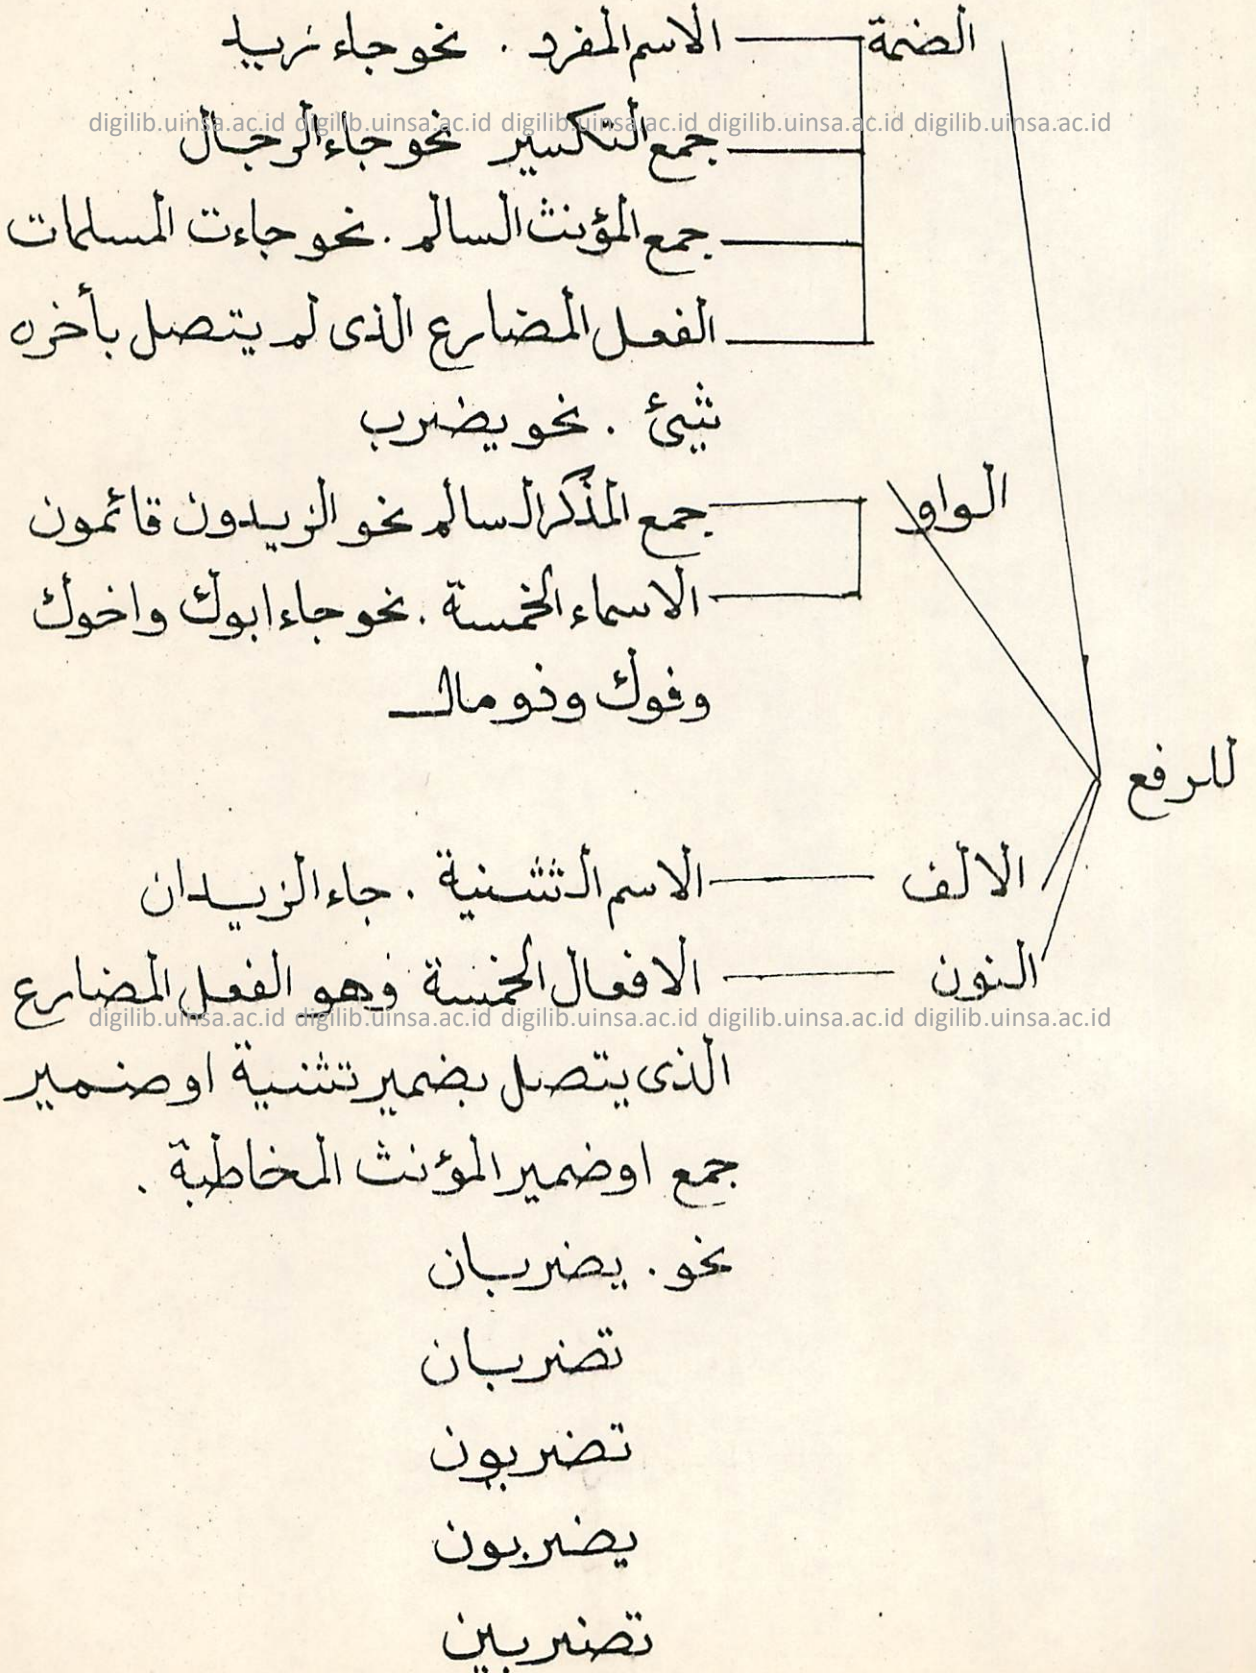 الضمة الاسم المفرد . نحو جاء زيد
digilib.uinsa.ac.id digilib.uinsa.ac.id digilib.uinsa.ac.id digilib.uinsa.ac.id digilib.uinsa.ac.id
جمع التكسير نحو جاء الرجال
جمع المؤنث السالم . نحو جاءت المسلمات
الفعل المضارع الذى لم يتصل بأخره
شيئ . نحو يضرب
الواو جمع المذكر السالم نحو الزيدون قائمون
الاسماء الخمسة . نحو جاء ابوك واخوك
وفوك وذو مال
للرفع
الالف الاسم التثنية . جاء الزيدان
النون الافعال الخمسة وهو الفعل المضارع
digilib.uinsa.ac.id digilib.uinsa.ac.id digilib.uinsa.ac.id digilib.uinsa.ac.id digilib.uinsa.ac.id
الذى يتصل بضمير تثنية او ضمير
جمع او ضمير المؤنث المخاطبة .
نحو . يضربان
تضربان
تضربون
يضربون
تضربين